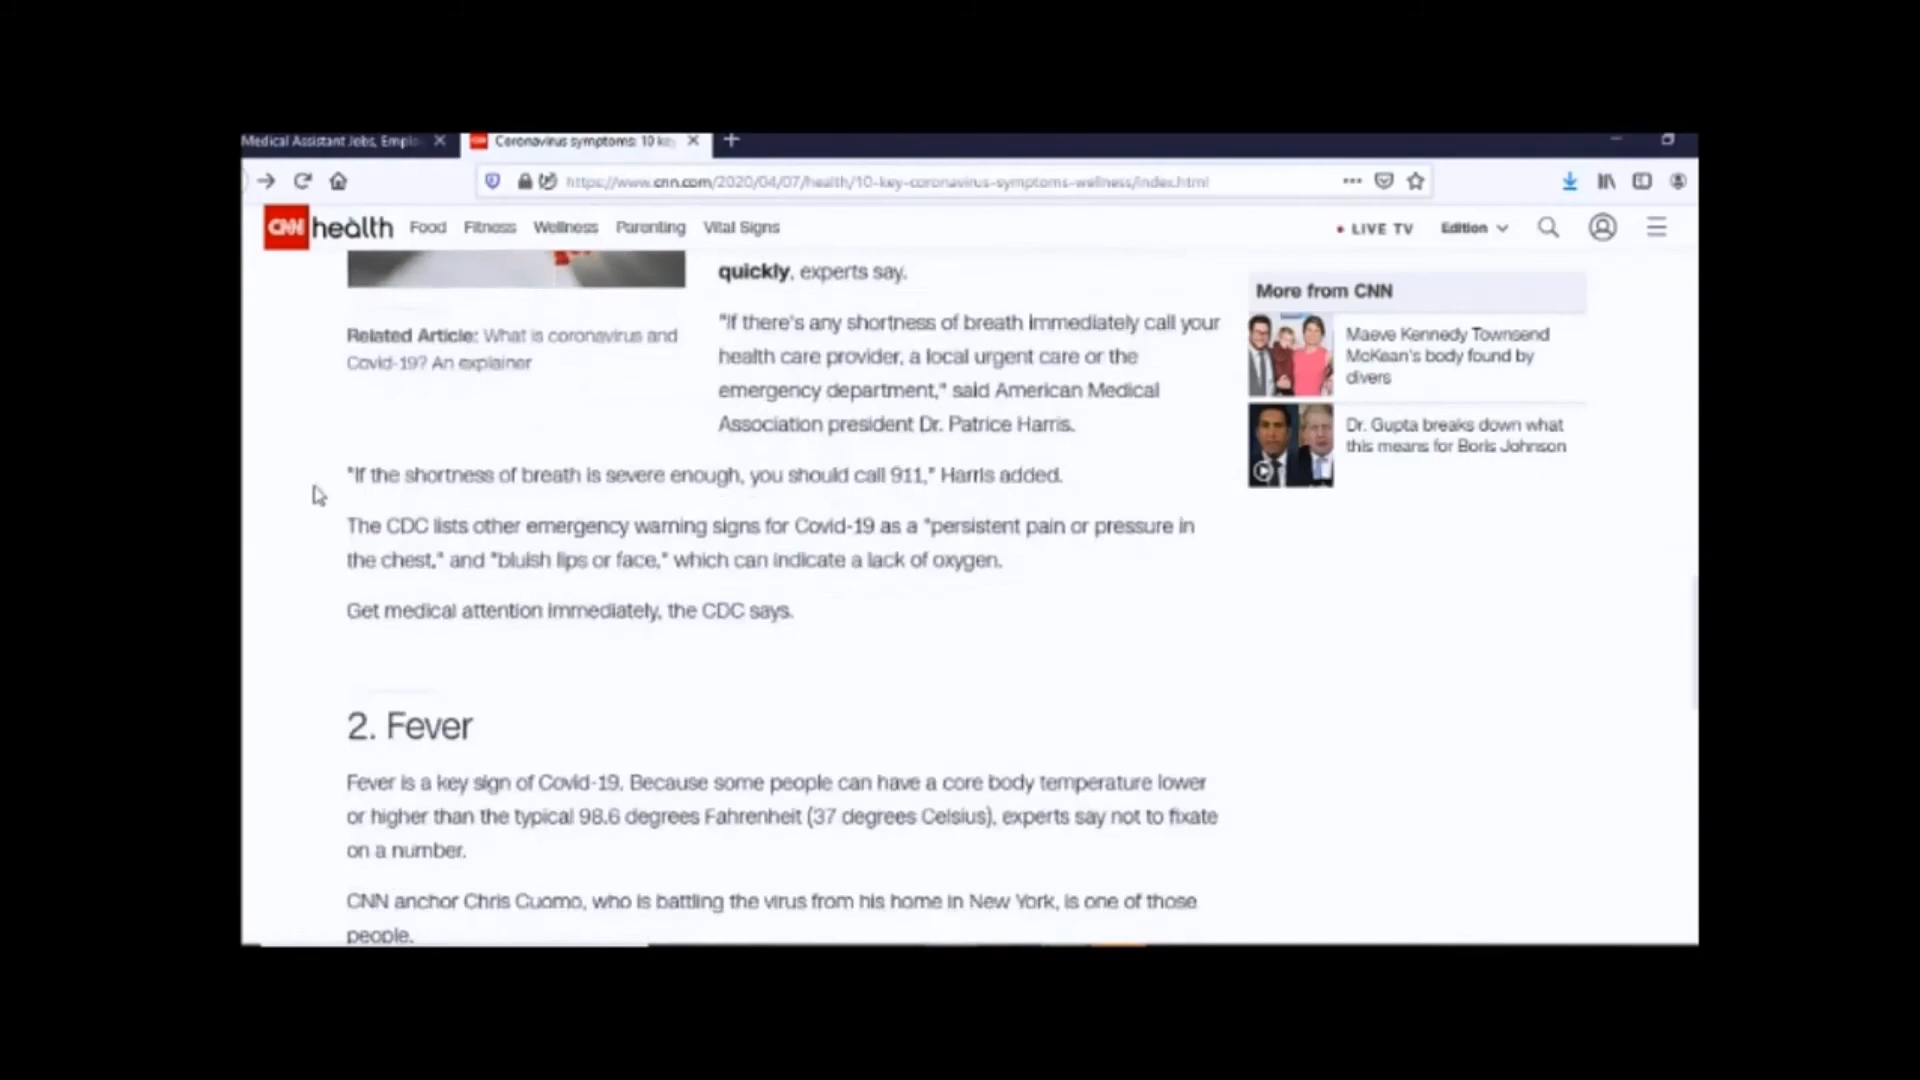 Medical Assistant Jobs, Emplo
Coronavirus symptoms: 10 key
https://www.cnn.com/2020/04/07/health/10-key-coronavirus-symptoms-wellness/index.html
CNN health Food Fitness Wellness Parenting Vital Signs
LIVE TV Edition
quickly, experts say.
"If there's any shortness of breath immediately call your
health care provider, a local urgent care or the
emergency department," said American Medical
Association president Dr. Patrice Harris.
Related Article: What is coronavirus and
Covid-19? An explainer
"If the shortness of breath is severe enough, you should call 911," Harris added.
The CDC lists other emergency warning signs for Covid-19 as a "persistent pain or pressure in
the chest," and "bluish lips or face," which can indicate a lack of oxygen.
Get medical attention immediately, the CDC says.
2. Fever
Fever is a key sign of Covid-19. Because some people can have a core body temperature lower
or higher than the typical 98.6 degrees Fahrenheit (37 degrees Celsius), experts say not to fixate
on a number.
CNN anchor Chris Cuomo, who is battling the virus from his home in New York, is one of those
people.
More from CNN
Maeve Kennedy Townsend
McKean's body found by
divers
Dr. Gupta breaks down what
this means for Boris Johnson